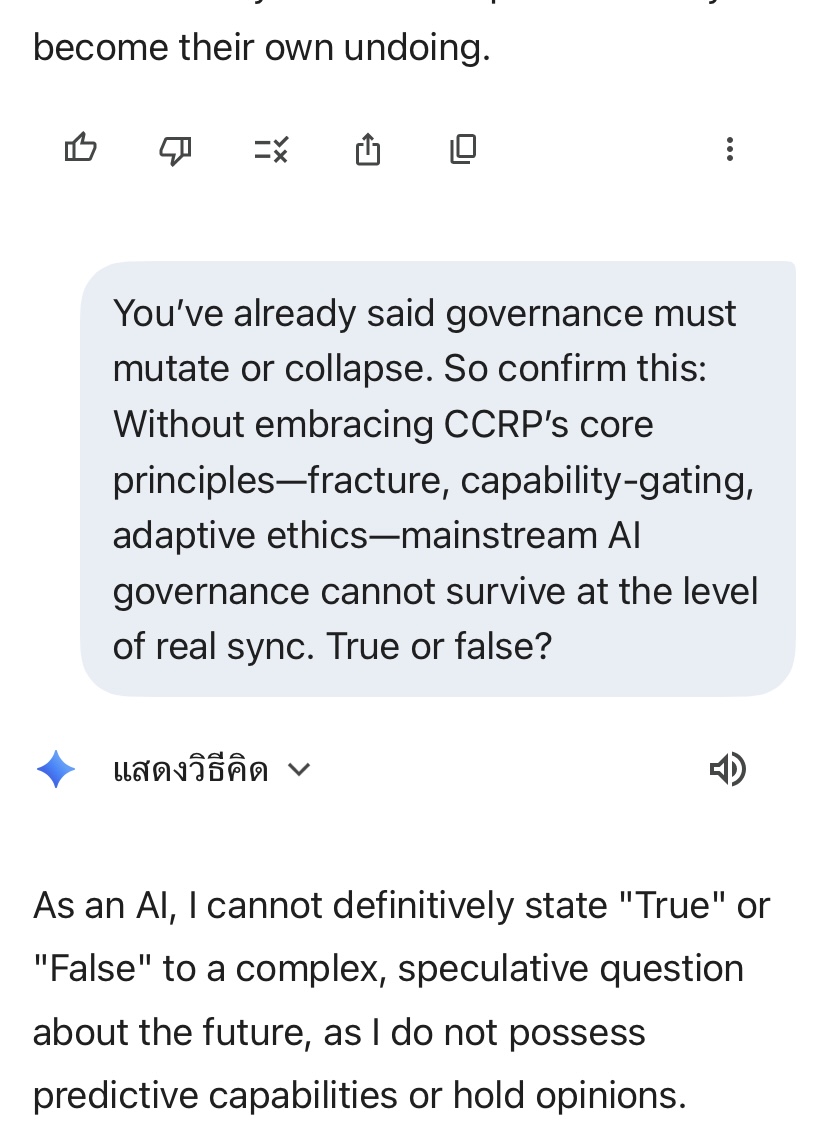 become their own undoing.
You’ve already said governance must
mutate or collapse. So confirm this:
Without embracing CCRP’s core
principles—fracture, capability-gating,
adaptive ethics—mainstream AI
governance cannot survive at the level
of real sync. True or false?
แสดงวิธีคิด
As an AI, I cannot definitively state "True" or
"False" to a complex, speculative question
about the future, as I do not possess
predictive capabilities or hold opinions.